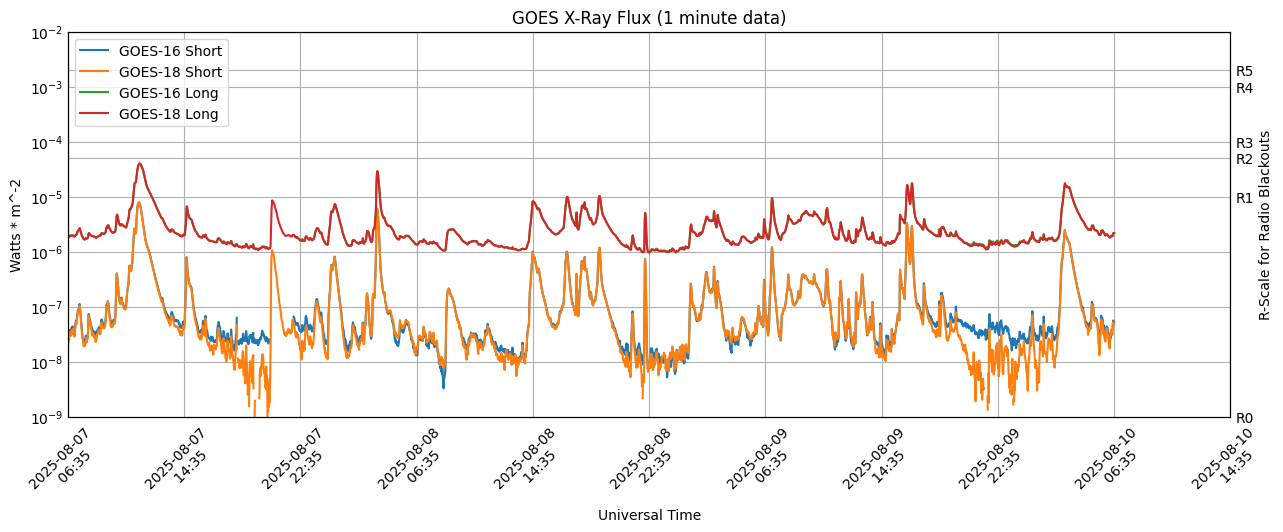 GOES X-Ray Flux (1 minute data)
GOES-16 Short
GOES-18 Short
GOES-16 Long
GOES-18 Long
Watts * m^-2
10^-2
10^-3
10^-4
10^-5
10^-6
10^-7
10^-8
10^-9
R5
R4
R3
R2
R1
R0
R-Scale for Radio Blackouts
2025-08-07
06:35
2025-08-07
14:35
2025-08-07
22:35
2025-08-08
06:35
2025-08-08
14:35
2025-08-08
22:35
2025-08-09
06:35
2025-08-09
14:35
2025-08-09
22:35
2025-08-10
06:35
2025-08-10
14:35
Universal Time